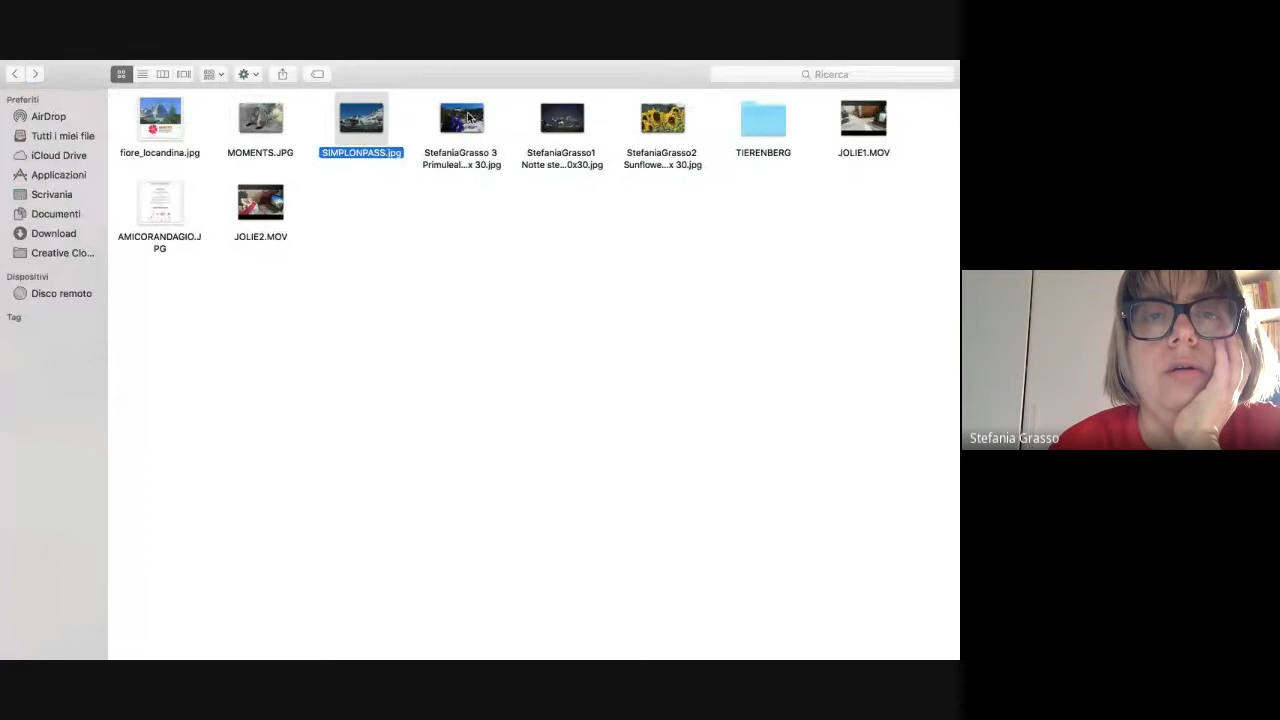 Ricerca
Preferiti
AirDrop
Tutti i miei file
iCloud Drive
Applicazioni
Scrivania
Documenti
Download
Creative Clo...
Dispositivi
Disco remoto
Tag
fiore_locandina.jpg
MOMENTS.JPG
SIMPLONPASS.jpg
StefaniaGrasso 3
Primuleal...x 30.jpg
StefaniaGrasso1
Notte ste...0x30.jpg
StefaniaGrasso2
Sunflowe...x 30.jpg
TIERENBERG
JOLIE1.MOV
AMICORANDAGIO.J
PG
JOLIE2.MOV
Stefania Grasso